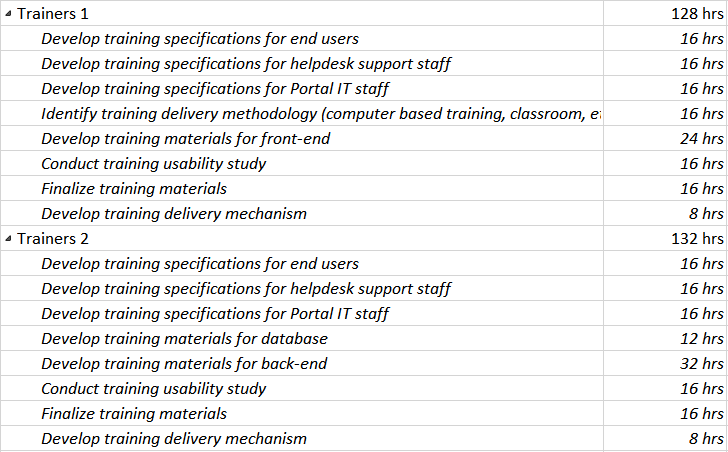 Trainers 1 128 hrs
Develop training specifications for end users 16 hrs
Develop training specifications for helpdesk support staff 16 hrs
Develop training specifications for Portal IT staff 16 hrs
Identify training delivery methodology (computer based training, classroom, 16 hrs
Develop training materials for front-end 24 hrs
Conduct training usability study 16 hrs
Finalize training materials 16 hrs
Develop training delivery mechanism 8 hrs
Trainers 2 132 hrs
Develop training specifications for end users 16 hrs
Develop training specifications for helpdesk support staff 16 hrs
Develop training specifications for Portal IT staff 16 hrs
Develop training materials for database 12 hrs
Develop training materials for back-end 32 hrs
Conduct training usability study 16 hrs
Finalize training materials 16 hrs
Develop training delivery mechanism 8 hrs